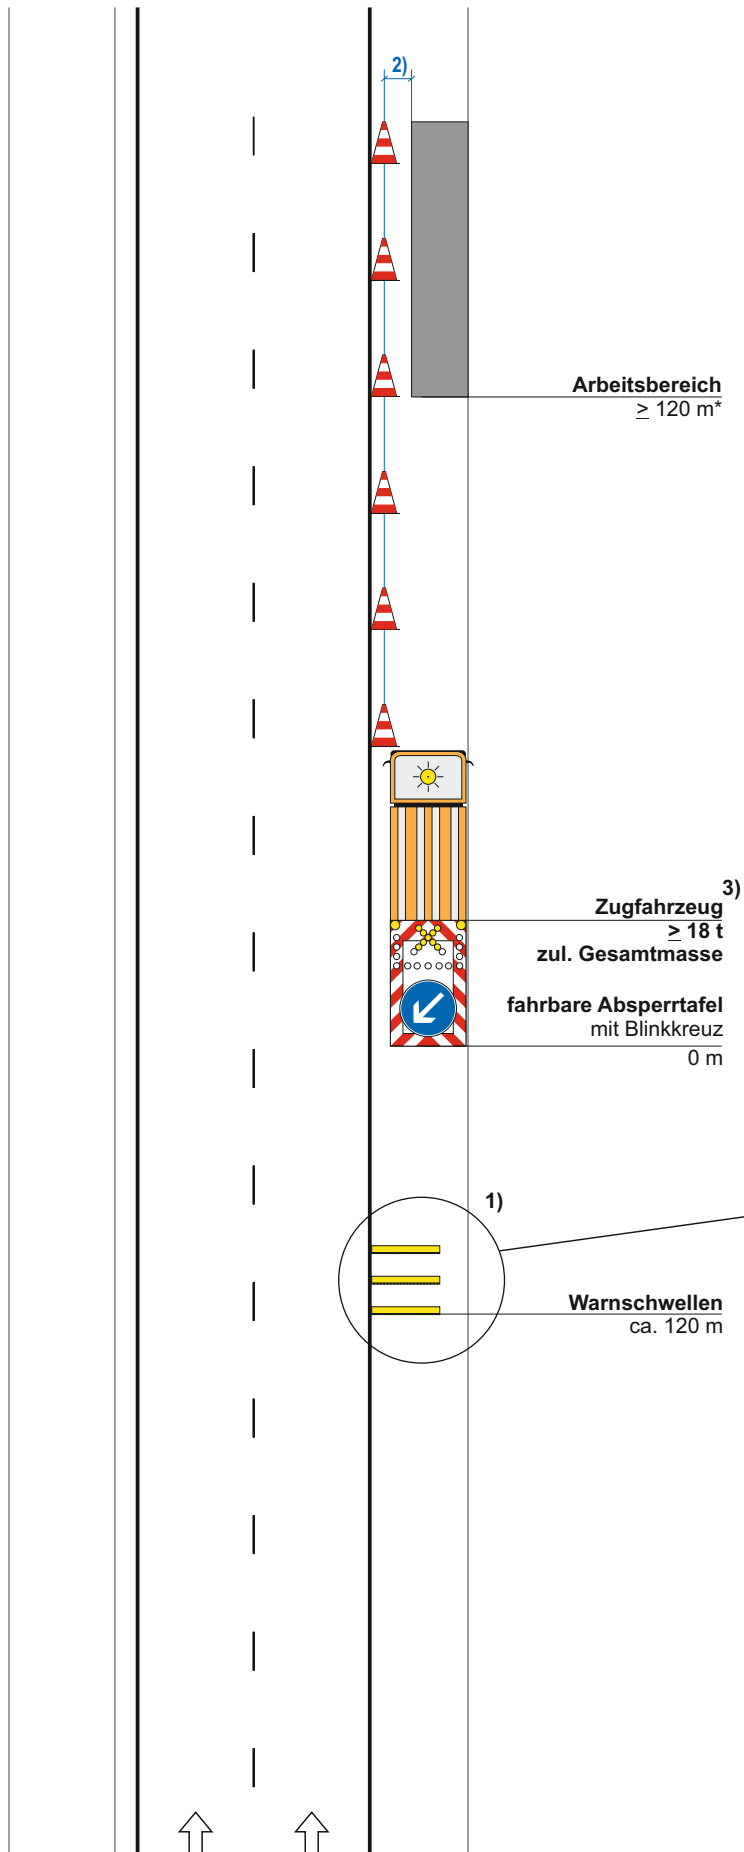 2)
Arbeitsbereich
≥ 120 m*
3)
Zugfahrzeug
≥ 18 t
zul. Gesamtmasse
fahrbare Absperrtafel
mit Blinkkreuz
0 m
1)
Warnschwellen
ca. 120 m